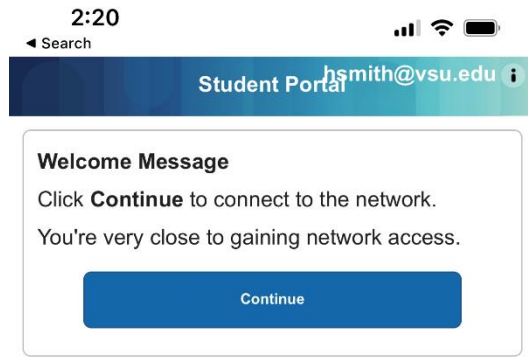 2:20
◄ Search
Student Portal hsmith@vsu.edu i
Welcome Message
Click Continue to connect to the network.
You're very close to gaining network access.
Continue